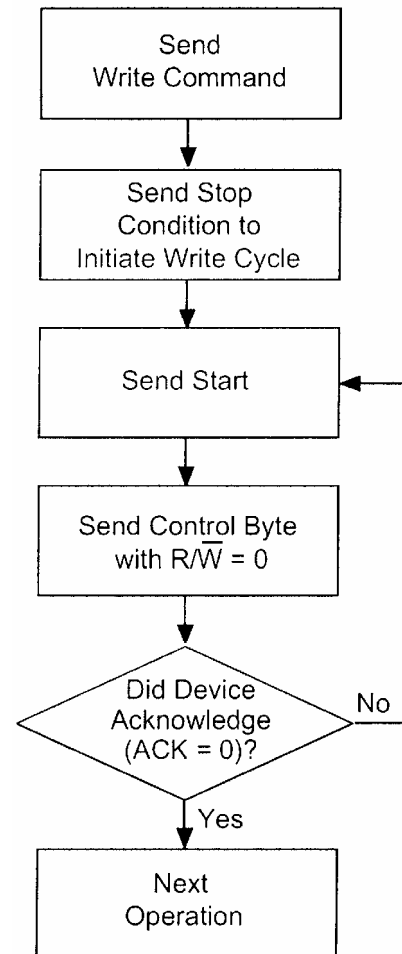 Send
Write Command
Send Stop
Condition to
Initiate Write Cycle
Send Start
Send Control Byte
with R/W̅ = 0
Did Device
Acknowledge
(ACK = 0)?
No
Yes
Next
Operation